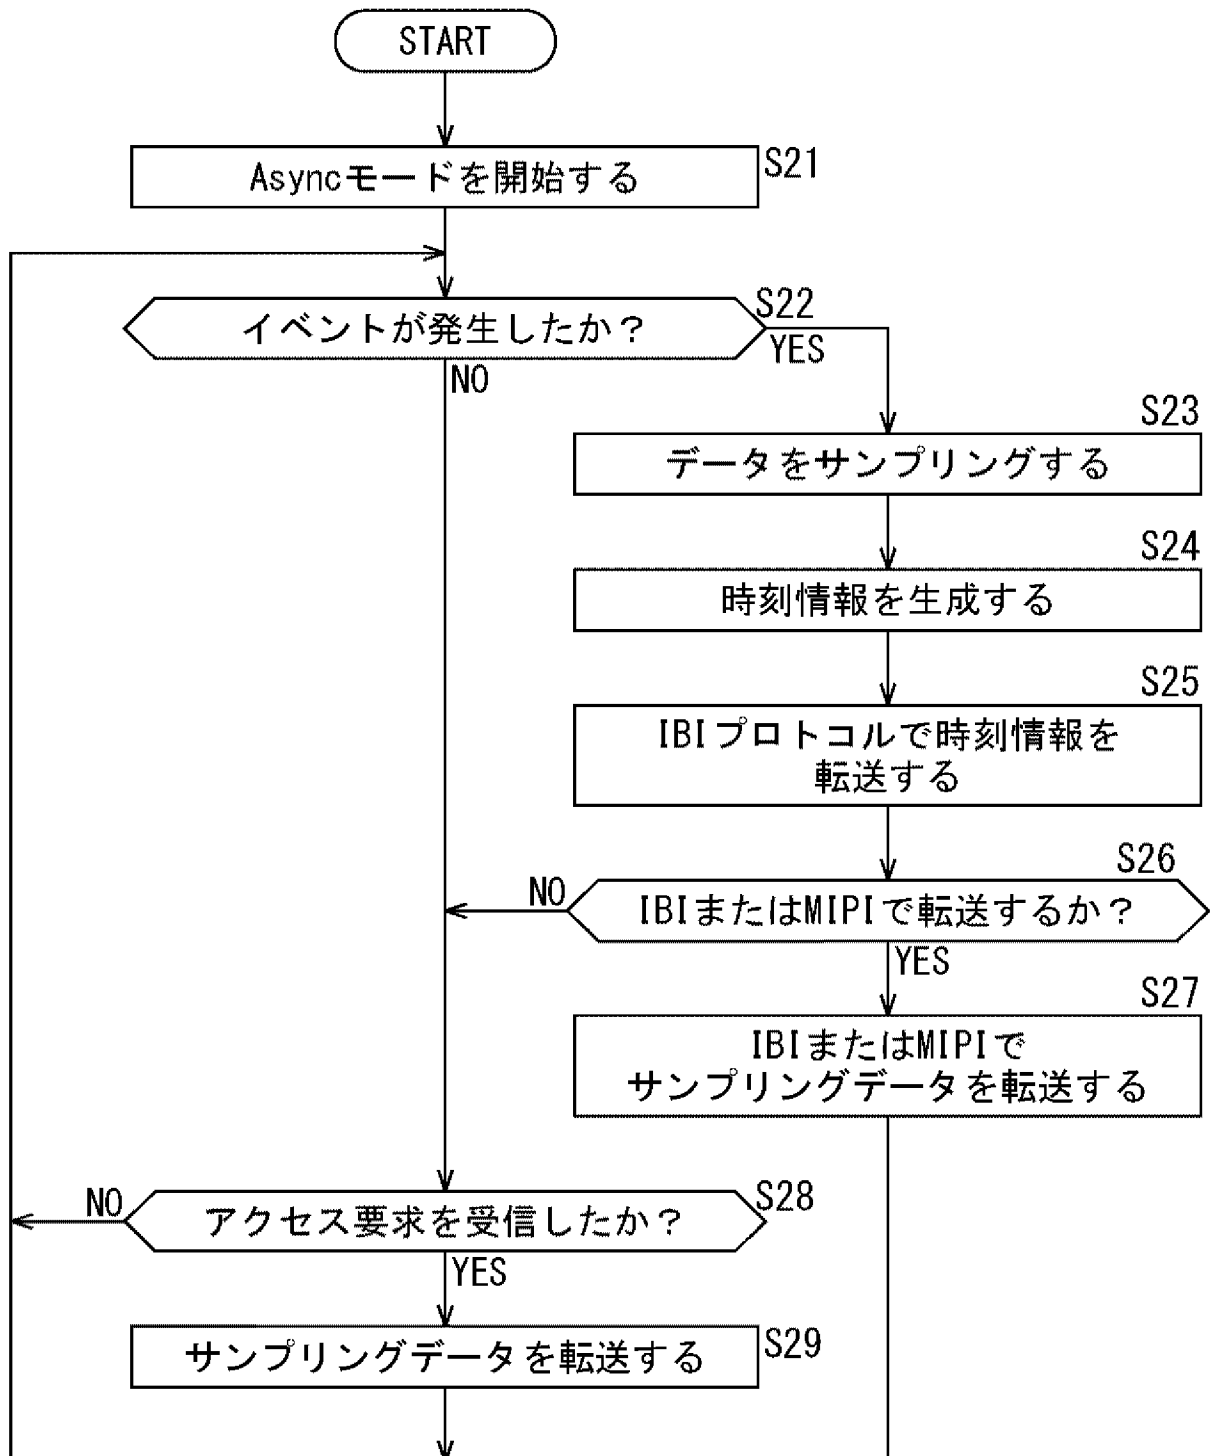 START
Asyncモードを開始する
S21
イベントが発生したか？
S22
YES
NO
S23
データをサンプリングする
S24
時刻情報を生成する
S25
IBIプロトコルで時刻情報を
転送する
S26
NO
IBIまたはMIPIで転送するか？
YES
S27
IBIまたはMIPIで
サンプリングデータを転送する
NO
アクセス要求を受信したか？
S28
YES
サンプリングデータを転送する
S29